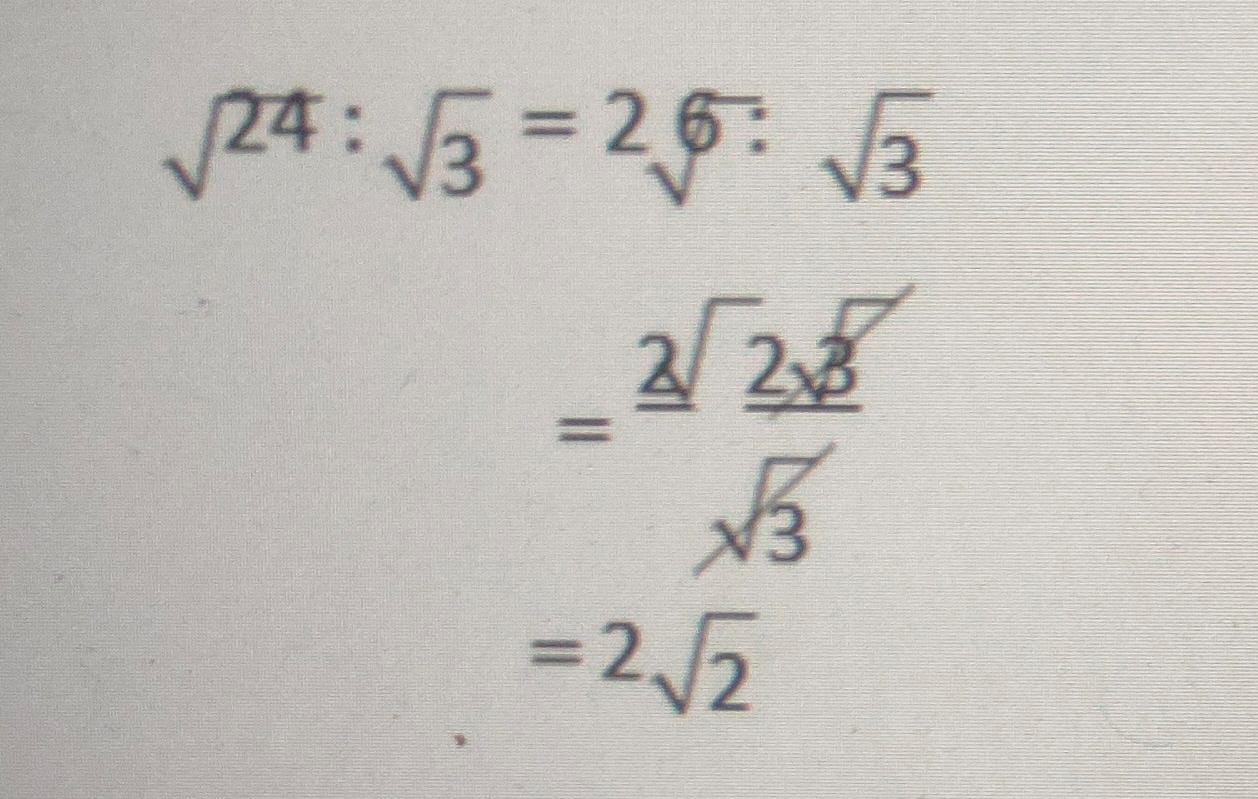 √24 : √3 = 2√6 : √3
= 2√2√3
√3
= 2√2